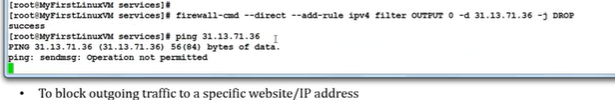 [root@MyFirstLinuxVM services]#
[root@MyFirstLinuxVM services]# firewall-cmd --direct --add-rule ipv4 filter OUTPUT 0 -d 31.13.71.36 -j DROP
success
[root@MyFirstLinuxVM services]# ping 31.13.71.36
PING 31.13.71.36 (31.13.71.36) 56(84) bytes of data.
ping: sendmsg: Operation not permitted
• To block outgoing traffic to a specific website/IP address